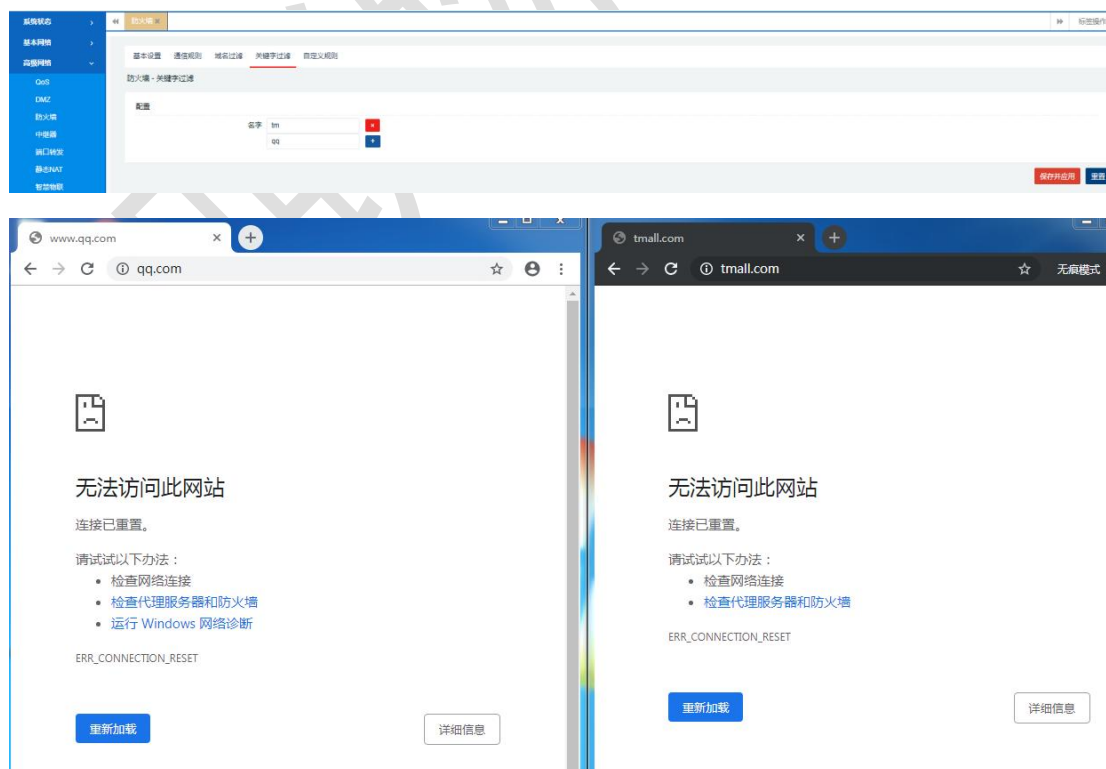 系统状态
防火墙
标签操作
基本网络
高级网络
基本设置 通信规则 域名过滤 关键字过滤 自定义规则
防火墙 - 关键字过滤
QoS
DMZ
配置
防火墙
名字 tm
中继器
qq
端口转发
静态NAT
保存并应用 重置
智慧物联
www.qq.com
tmall.com
qq.com
tmall.com 无痕模式
无法访问此网站
连接已重置。
请试试以下办法：
检查网络连接
检查代理服务器和防火墙
运行 Windows 网络诊断
ERR_CONNECTION_RESET
重新加载 详细信息
无法访问此网站
连接已重置。
请试试以下办法：
检查网络连接
检查代理服务器和防火墙
ERR_CONNECTION_RESET
重新加载 详细信息